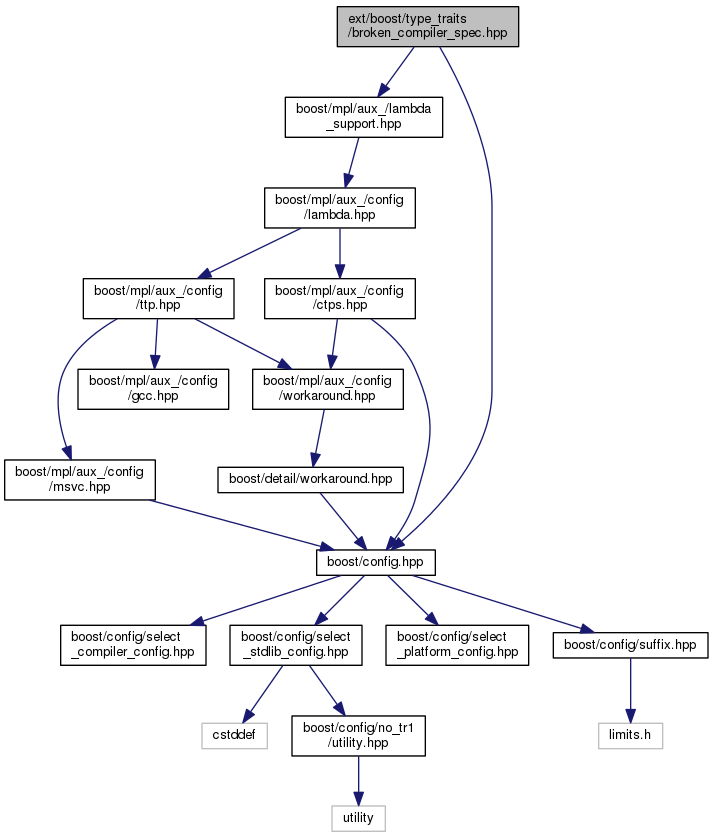 ext/boost/type_traits
/broken_compiler_spec.hpp
boost/mpl/aux_/lambda
_support.hpp
boost/mpl/aux_/config
/lambda.hpp
boost/mpl/aux_/config
/ttp.hpp
boost/mpl/aux_/config
/ctps.hpp
boost/mpl/aux_/config
/gcc.hpp
boost/mpl/aux_/config
/workaround.hpp
boost/mpl/aux_/config
/msvc.hpp
boost/detail/workaround.hpp
boost/config.hpp
boost/config/select
_compiler_config.hpp
boost/config/select
_stdlib_config.hpp
boost/config/select
_platform_config.hpp
boost/config/suffix.hpp
cstddef
boost/config/no_tr1
/utility.hpp
limits.h
utility